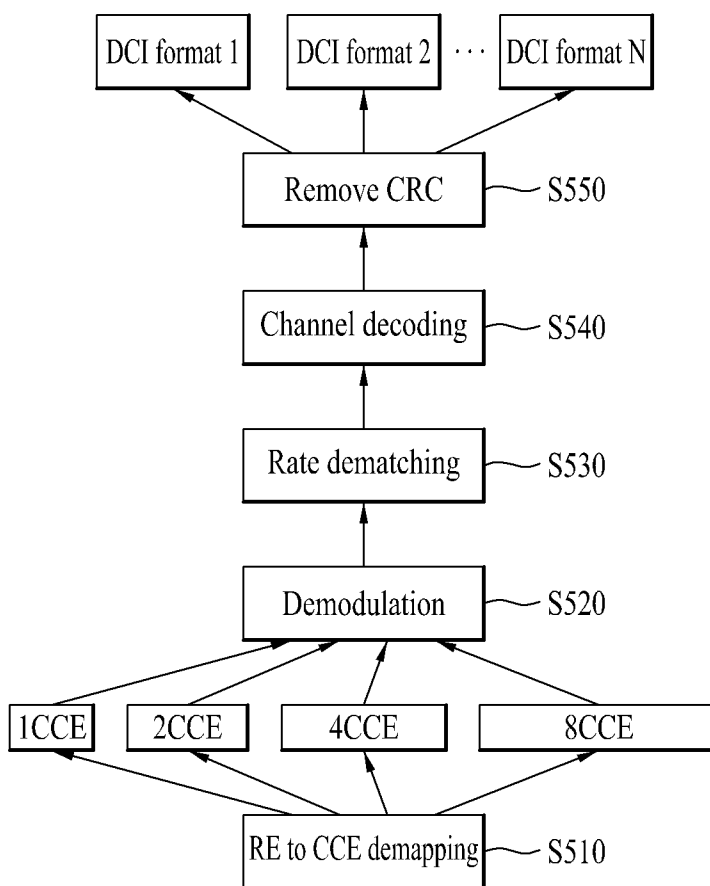 DCI format 1
DCI format 2
···
DCI format N
Remove CRC
S550
Channel decoding
S540
Rate dematching
S530
Demodulation
S520
1CCE
2CCE
4CCE
8CCE
RE to CCE demapping
S510